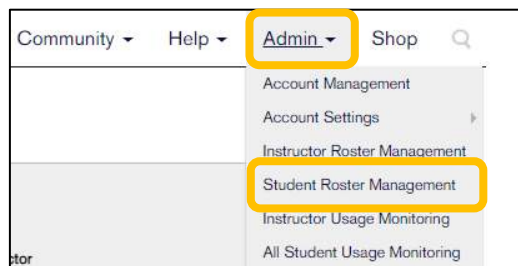 Community Help Admin Shop
Account Management
Account Settings
Instructor Roster Management
Student Roster Management
Instructor Usage Monitoring
All Student Usage Monitoring